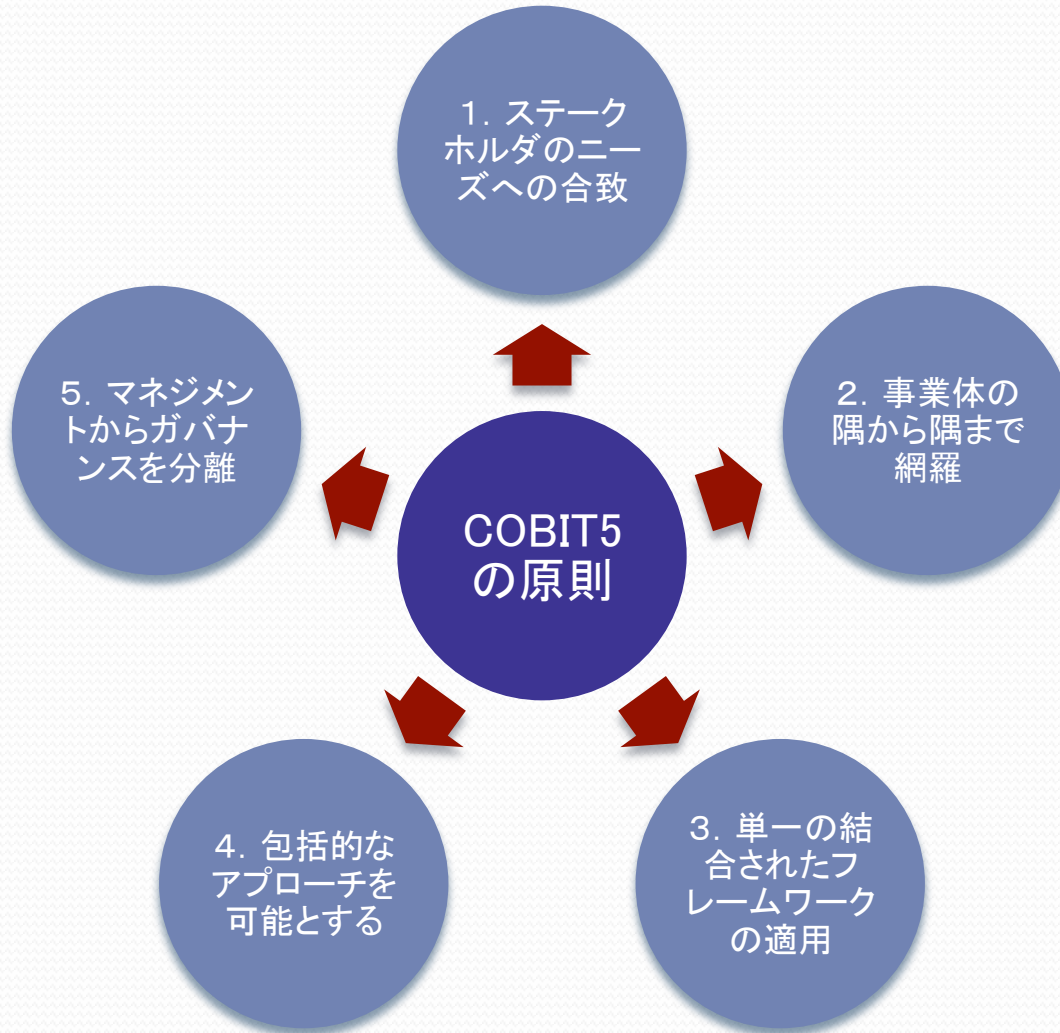 1．ステーク
ホルダのニー
ズへの合致
2．事業体の
隅から隅まで
網羅
3．単一の結
合されたフ
レームワーク
の適用
4．包括的な
アプローチを
可能とする
5．マネジメン
トからガバナ
ンスを分離
COBIT5
の原則